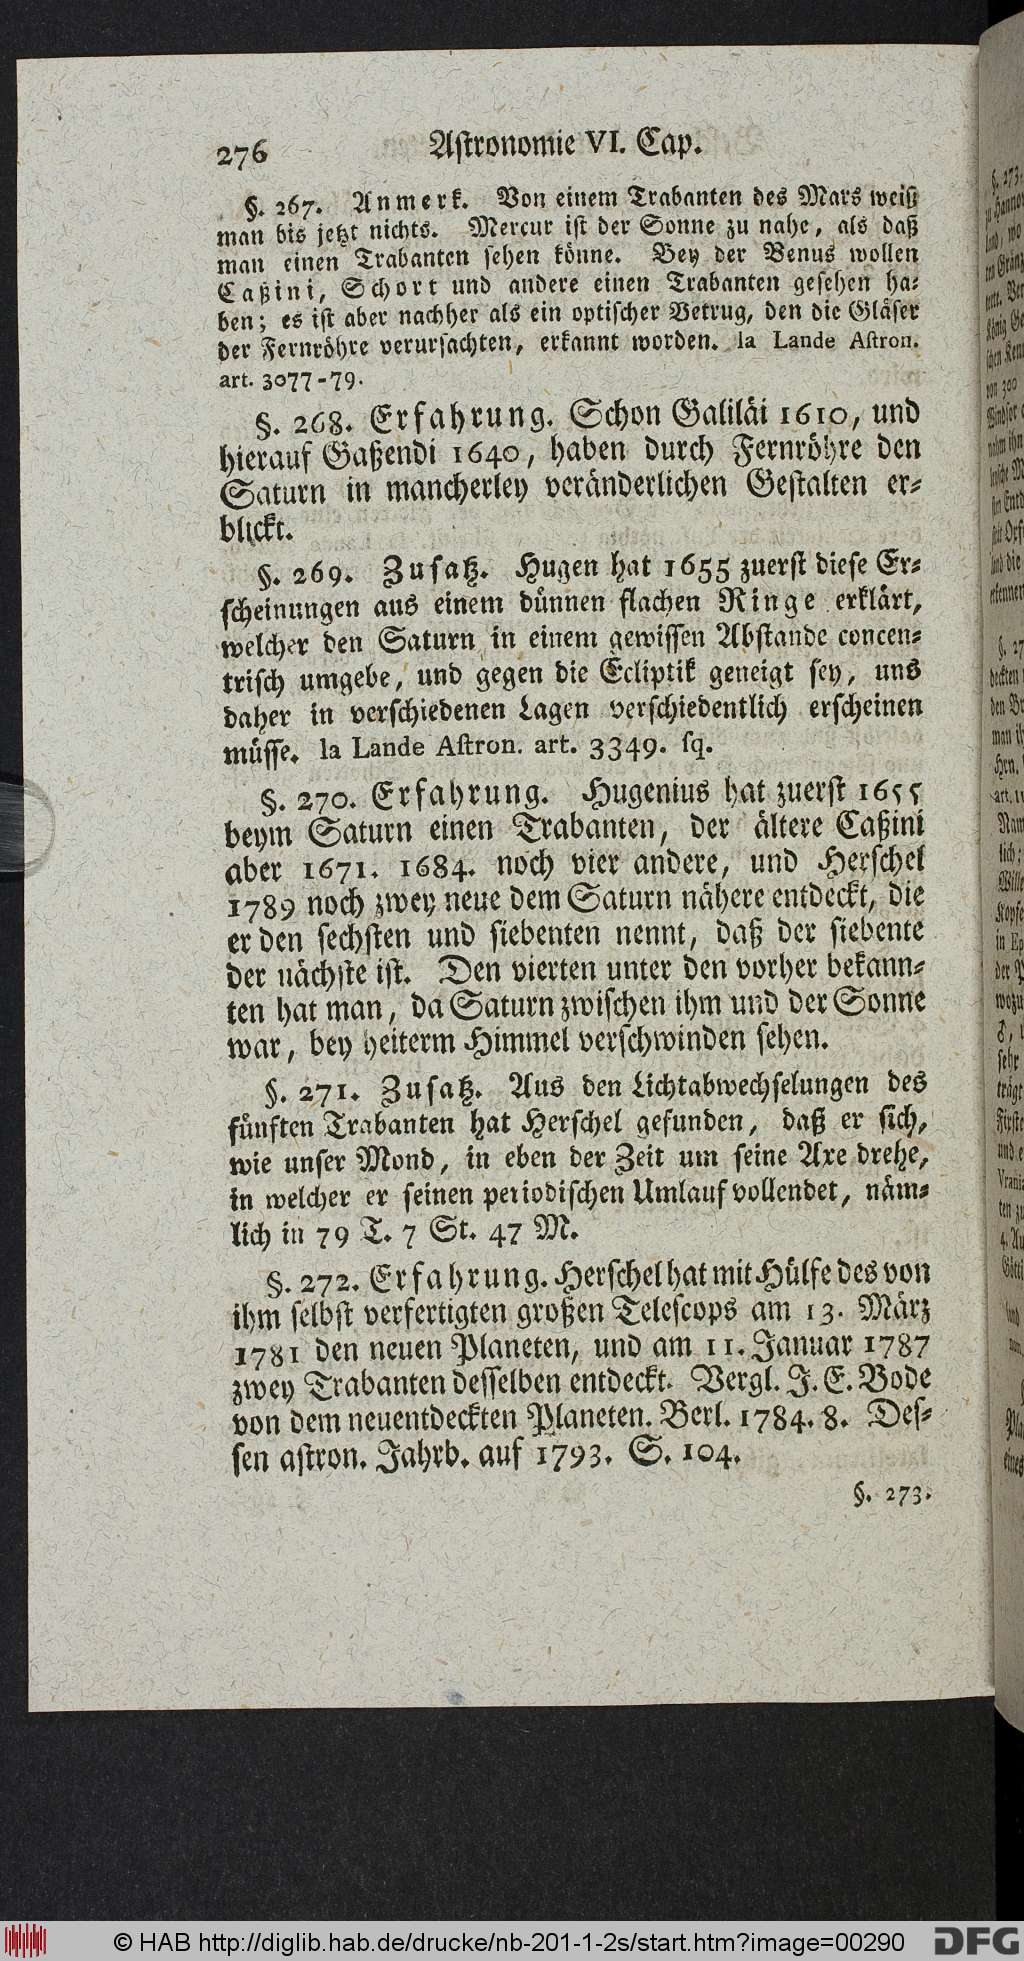 276 Astronomie VI. Cap.
§. 267. Anmerk. Von einem Trabanten des Mars weiß
man bis jetzt nichts. Mercur ist der Sonne zu nahe, als daß
man einen Trabanten sehen könne. Bey der Venus wollen
Caßini, Schort und andere einen Trabanten gesehen ha-
ben; es ist aber nachher als ein optischer Betrug, den die Gläser
der Fernröhre verursachten, erkannt worden. la Lande Astron.
art. 3077-79.
§. 268. Erfahrung. Schon Galiläi 1610, und
hierauf Gaßendi 1640, haben durch Fernröhre den
Saturn in mancherley veränderlichen Gestalten er-
blickt.
§. 269. Zusatz. Hugen hat 1655 zuerst diese Er-
scheinungen aus einem dünnen flachen Ringe erklärt,
welcher den Saturn in einem gewissen Abstande concen-
trisch umgebe, und gegen die Ecliptik geneigt sey, uns
daher in verschiedenen Lagen verschiedentlich erscheinen
müsse. la Lande Astron. art. 3349. sq.
§. 270. Erfahrung. Hugenius hat zuerst 1655
beym Saturn einen Trabanten, der ältere Caßini
aber 1671. 1684. noch vier andere, und Herschel
1789 noch zwey neue dem Saturn nähere entdeckt, die
er den sechsten und siebenten nennt, daß der siebente
der nächste ist. Den vierten unter den vorher bekann-
ten hat man, da Saturn zwischen ihm und der Sonne
war, bey heiterm Himmel verschwinden sehen.
§. 271. Zusatz. Aus den Lichtabwechselungen des
fünften Trabanten hat Herschel gefunden, daß er sich,
wie unser Mond, in eben der Zeit um seine Axe drehe,
in welcher er seinen periodischen Umlauf vollendet, näm-
lich in 79 T. 7 St. 47 M.
§. 272. Erfahrung. Herschel hat mit Hülfe des von
ihm selbst verfertigten großen Telescops am 13. März
1781 den neuen Planeten, und am 11. Januar 1787
zwey Trabanten desselben entdeckt. Vergl. J. E. Bode
von dem neuentdeckten Planeten. Berl. 1784. 8. Des-
sen astron. Jahrb. auf 1793. S. 104.
§. 273.
© HAB http://diglib.hab.de/drucke/nb-201-1-2s/start.htm?image=00290
DFG